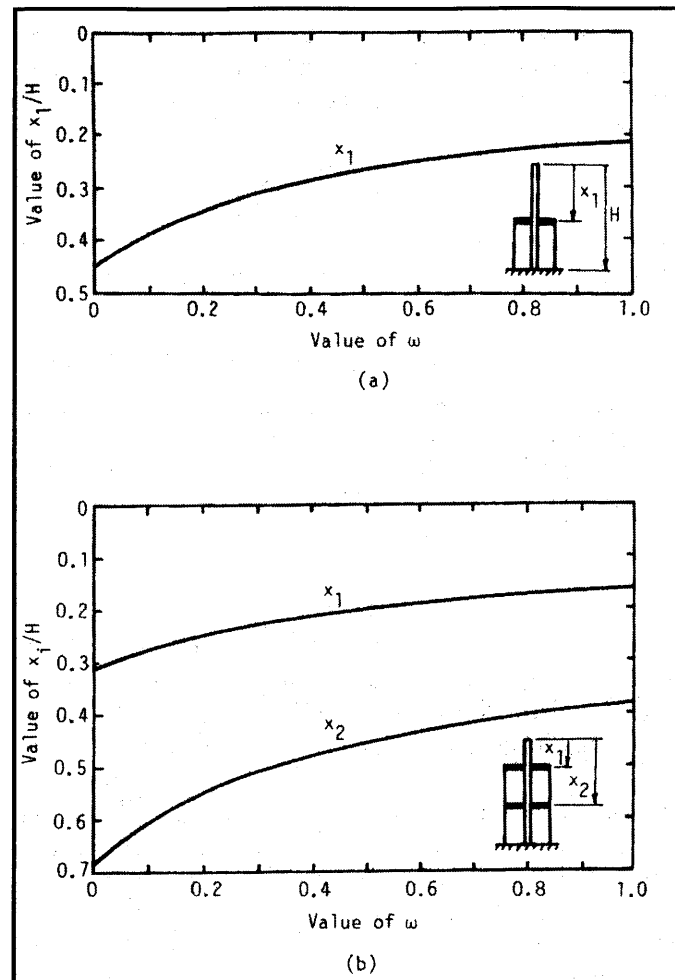 Value of x₁/H
0
0.1
0.2
0.3
0.4
0.5
x₁
x₁
H
0 0.2 0.4 0.6 0.8 1.0
Value of ω
(a)
Value of xᵢ/H
0
0.1
0.2
0.3
0.4
0.5
0.6
0.7
x₁
x₂
x₁
x₂
0 0.2 0.4 0.6 0.8 1.0
Value of ω
(b)